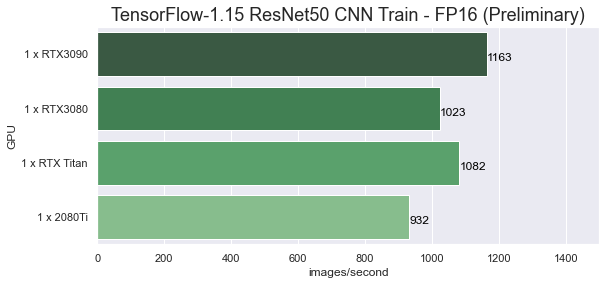 TensorFlow-1.15 ResNet50 CNN Train - FP16 (Preliminary)
1 x RTX3090
1163
1 x RTX3080
1023
GPU
1 x RTX Titan
1082
1 x 2080Ti
932
0 200 400 600 800 1000 1200 1400
images/second